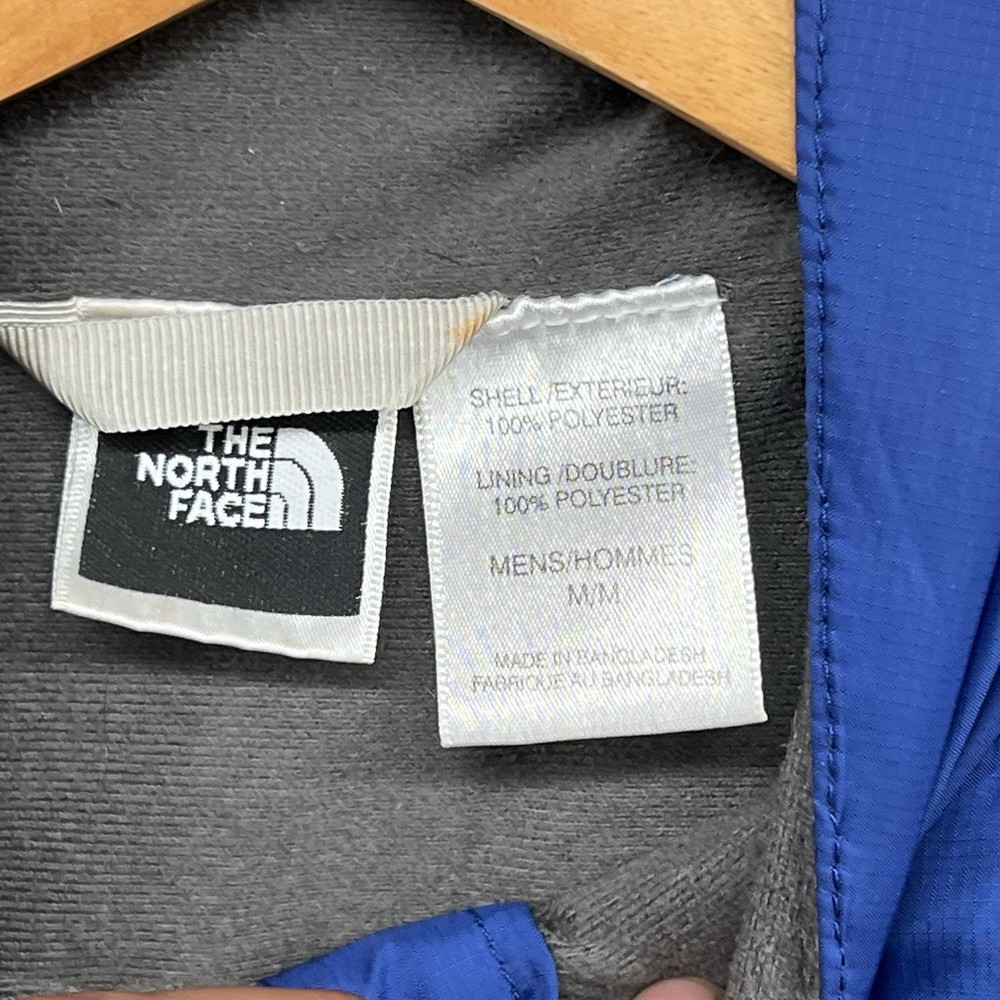 THE
NORTH
FACE
SHELL /EXTERIEUR:
100% POLYESTER
LINING /DOUBLURE:
100% POLYESTER
MENS/HOMMES
M/M
MADE IN BANGLADESH
FABRIQUE AU BANGLADESH